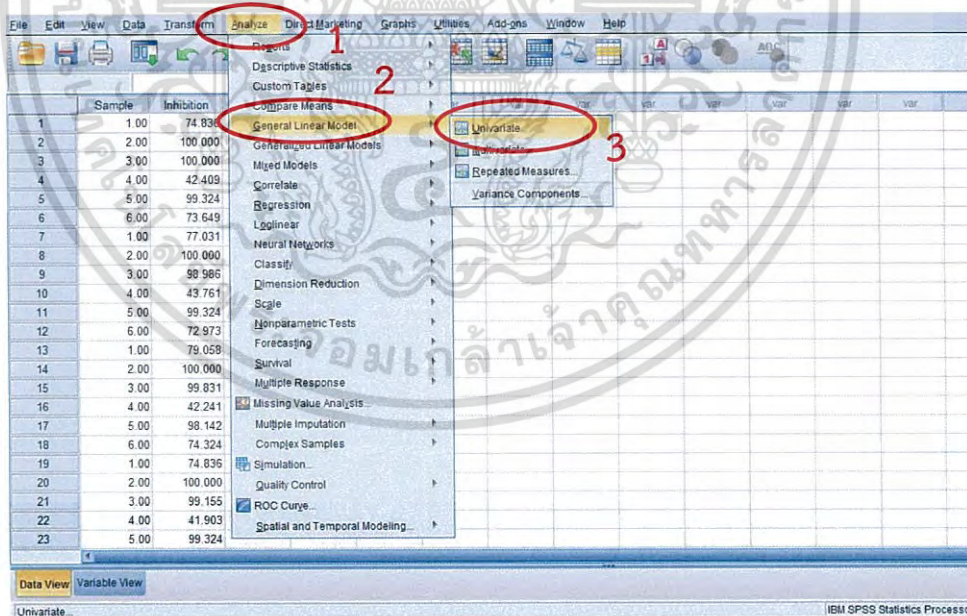 File Edit View Data Transform Analyze Direct Marketing Graphs Utilities Add-ons Window Help
1
Reports
Descriptive Statistics
2
Custom Tables
Sample Inhibition Compare Means var var var var var
1 1.00 74.836 General Linear Model Univariate...
2 2.00 100.000 Generalized Linear Models Multivariate...
3
3 3.00 100.000 Mixed Models Repeated Measures...
4 4.00 42.409 Correlate Variance Components...
5 5.00 99.324 Regression
6 6.00 73.649 Loglinear
7 1.00 77.031 Neural Networks
8 2.00 100.000 Classify
9 3.00 98.986 Dimension Reduction
10 4.00 43.761 Scale
11 5.00 99.324 Nonparametric Tests
12 6.00 72.973 Forecasting
13 1.00 79.058 Survival
14 2.00 100.000 Multiple Response
15 3.00 99.831 Missing Value Analysis...
16 4.00 42.241 Multiple Imputation
17 5.00 98.142 Complex Samples
18 6.00 74.324 Simulation...
19 1.00 74.836 Quality Control
20 2.00 100.000 ROC Curve...
21 3.00 99.155 Spatial and Temporal Modeling...
22 4.00 41.903
23 5.00 99.324
Data View Variable View
Univariate... IBM SPSS Statistics Processo